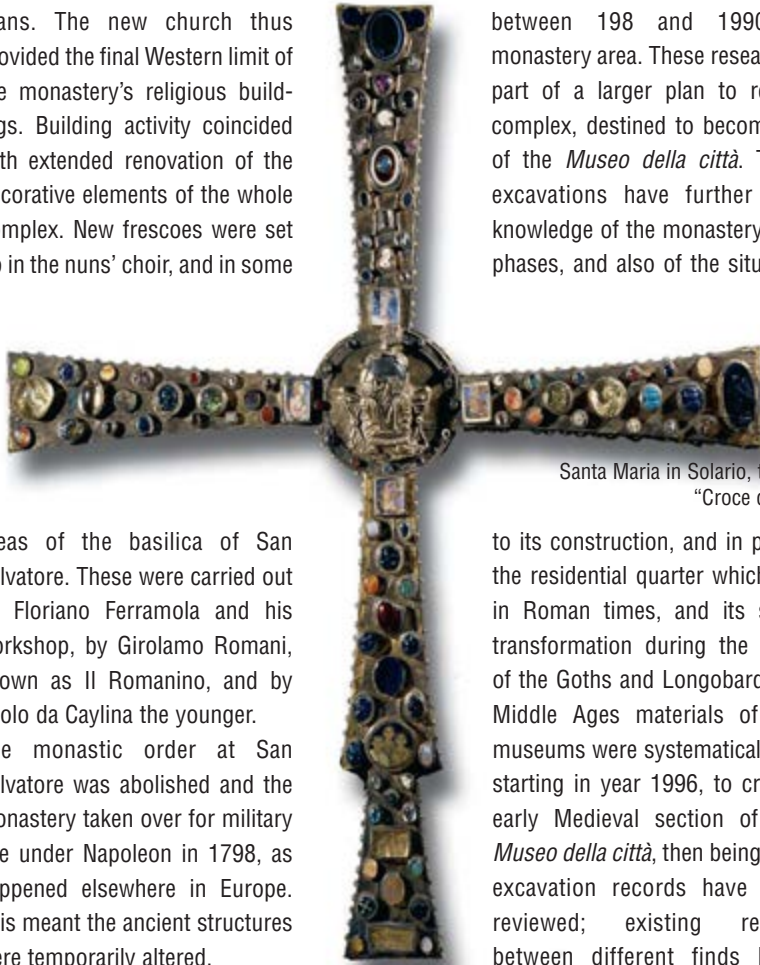 ans. The new church thus
ovided the final Western limit of
e monastery's religious build-
gs. Building activity coincided
th extended renovation of the
corative elements of the whole
mplex. New frescoes were set
o in the nuns' choir, and in some
eas of the basilica of San
lvatore. These were carried out
Floriano Ferramola and his
orkshop, by Girolamo Romani,
own as Il Romanino, and by
olo da Caylina the younger.
e monastic order at San
lvatore was abolished and the
onastery taken over for military
e under Napoleon in 1798, as
ppened elsewhere in Europe.
is meant the ancient structures
ere temporarily altered.
between 198 and 1990
monastery area. These resea
part of a larger plan to re
complex, destined to becom
of the Museo della città. T
excavations have further
knowledge of the monastery
phases, and also of the situ
Santa Maria in Solario, t
“Croce d
to its construction, and in p
the residential quarter which
in Roman times, and its s
transformation during the
of the Goths and Longobard
Middle Ages materials of
museums were systematical
starting in year 1996, to cr
early Medieval section of
Museo della città, then being
excavation records have
reviewed; existing re
between different finds